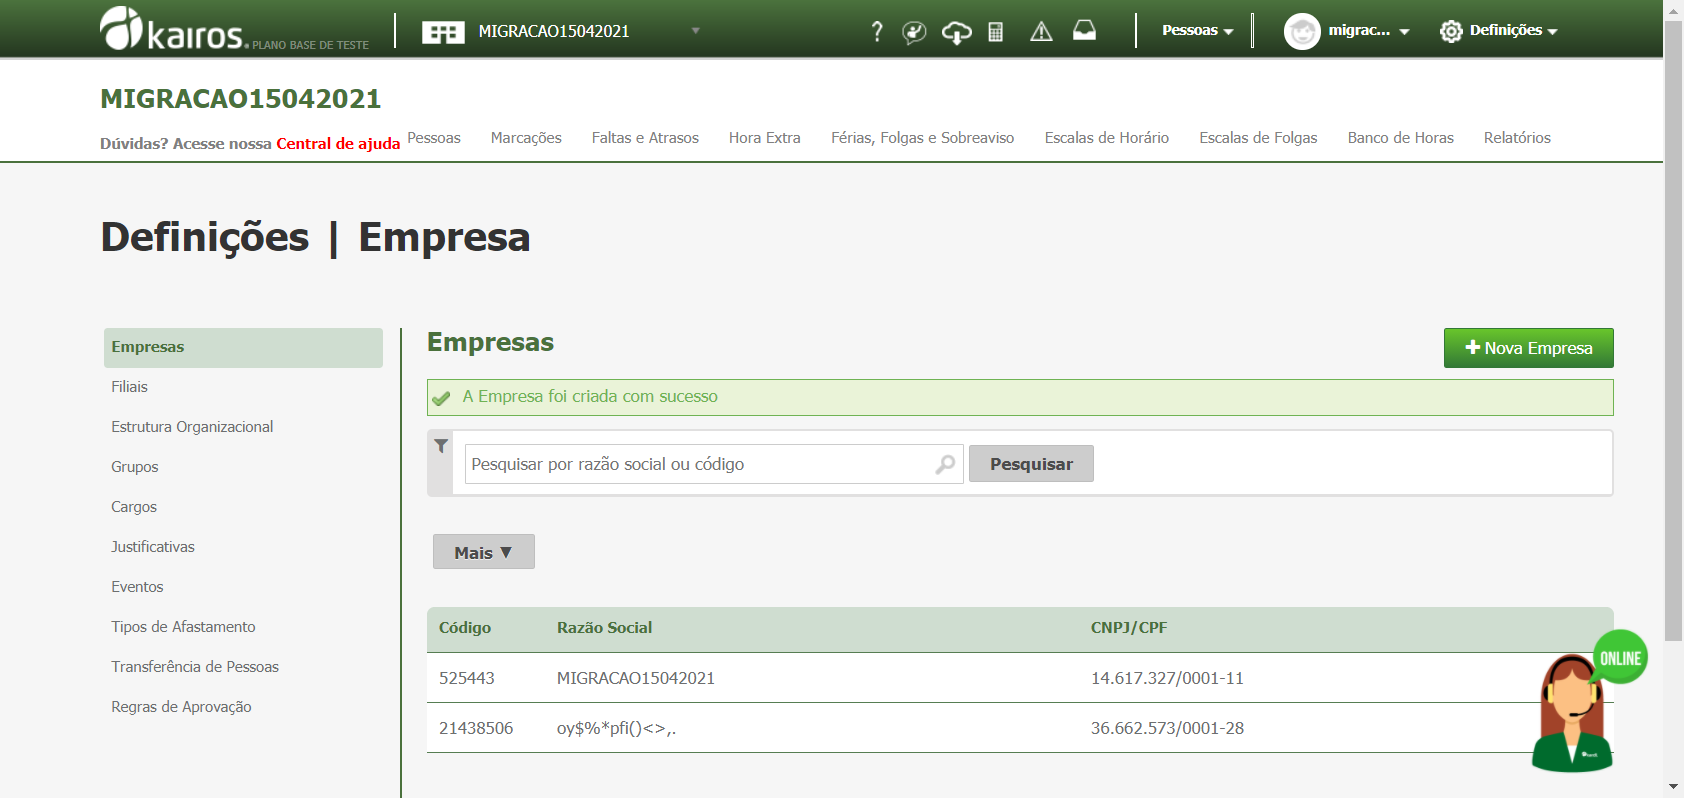 kairos. PLANO BASE DE TESTE
MIGRACAO15042021
?
Pessoas
migrac...
Definições
MIGRACAO15042021
Dúvidas? Acesse nossa Central de ajuda
Pessoas
Marcações
Faltas e Atrasos
Hora Extra
Férias, Folgas e Sobreaviso
Escalas de Horário
Escalas de Folgas
Banco de Horas
Relatórios
Definições | Empresa
Empresas
Filiais
Estrutura Organizacional
Grupos
Cargos
Justificativas
Eventos
Tipos de Afastamento
Transferência de Pessoas
Regras de Aprovação
Empresas
Nova Empresa
A Empresa foi criada com sucesso
Pesquisar por razão social ou código
Pesquisar
Mais ▼
Código Razão Social CNPJ/CPF
525443 MIGRACAO15042021 14.617.327/0001-11
21438506 oy$%*pfi()<>,. 36.662.573/0001-28
ONLINE